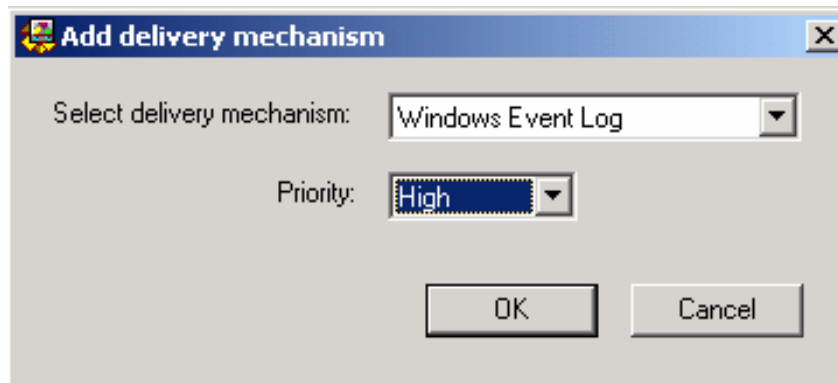 Add delivery mechanism
Select delivery mechanism: Windows Event Log
Priority: High
OK Cancel